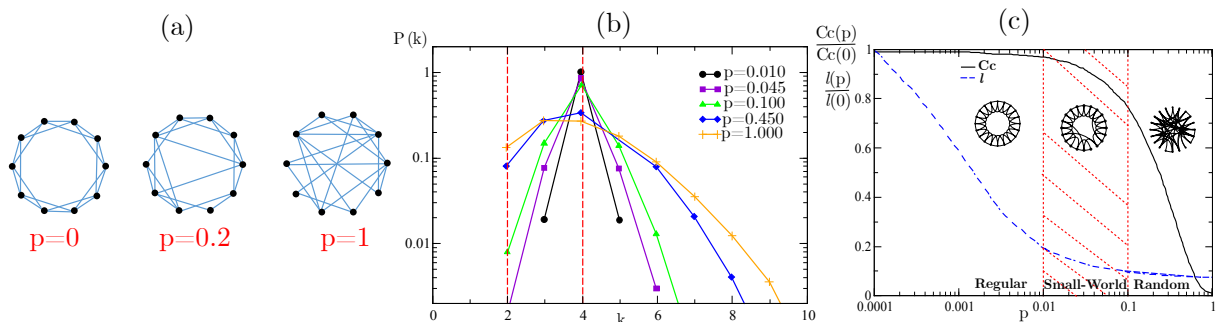 (a)
p=0
p=0.2
p=1
(b)
P (k)
1
0.1
0.01
p=0.010
p=0.045
p=0.100
p=0.450
p=1.000
0
2
4
6
8
10
k
(c)
Cc(p)
Cc(0)
l(p)
l(0)
1
0.8
0.6
0.4
0.2
0
Cc
l
Regular
Small-World
Random
0.0001
0.001
0.01
0.1
1
p